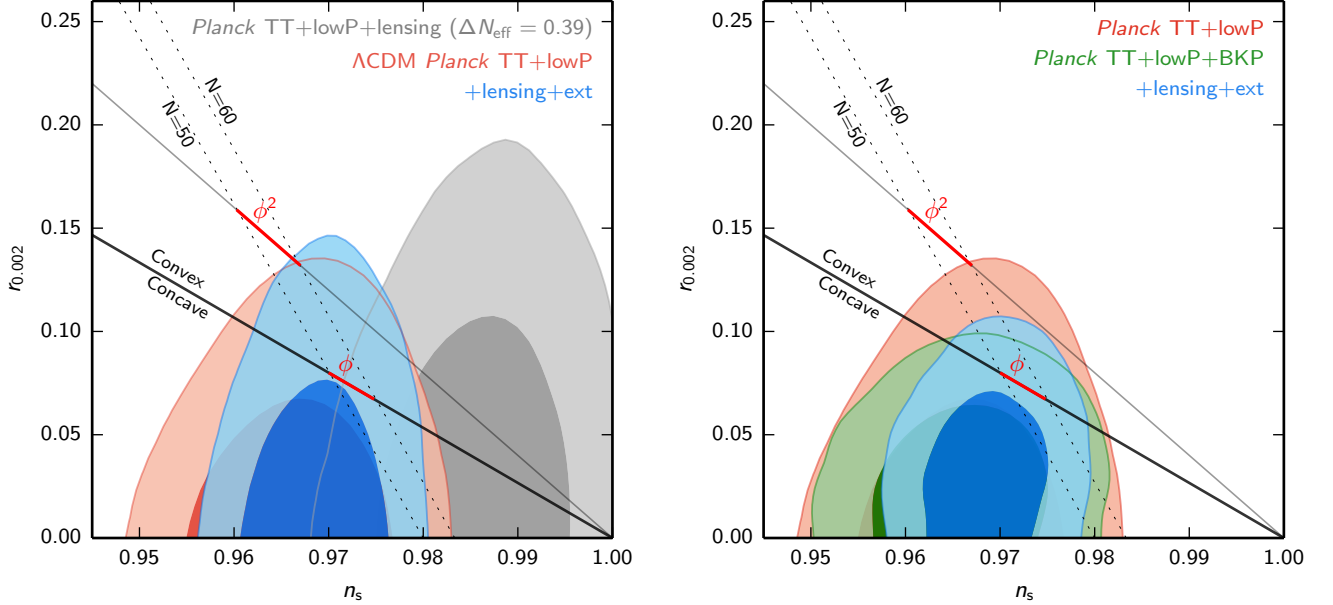 0.26
Planck TT+lowP+lensing (ΔN_eff = 0.39)
ΛCDM Planck TT+lowP
+lensing+ext
N=60
N=50
0.20
ϕ²
0.15
Convex
Concave
r_0.002
0.10
ϕ
0.05
0.00
0.95 0.96 0.97 0.98 0.99 1.00
n_s
0.25
Planck TT+lowP
Planck TT+lowP+BKP
+lensing+ext
N=60
N=50
0.20
ϕ²
0.15
Convex
Concave
r_0.002
0.10
ϕ
0.05
0.00
0.95 0.96 0.97 0.98 0.99 1.00
n_s